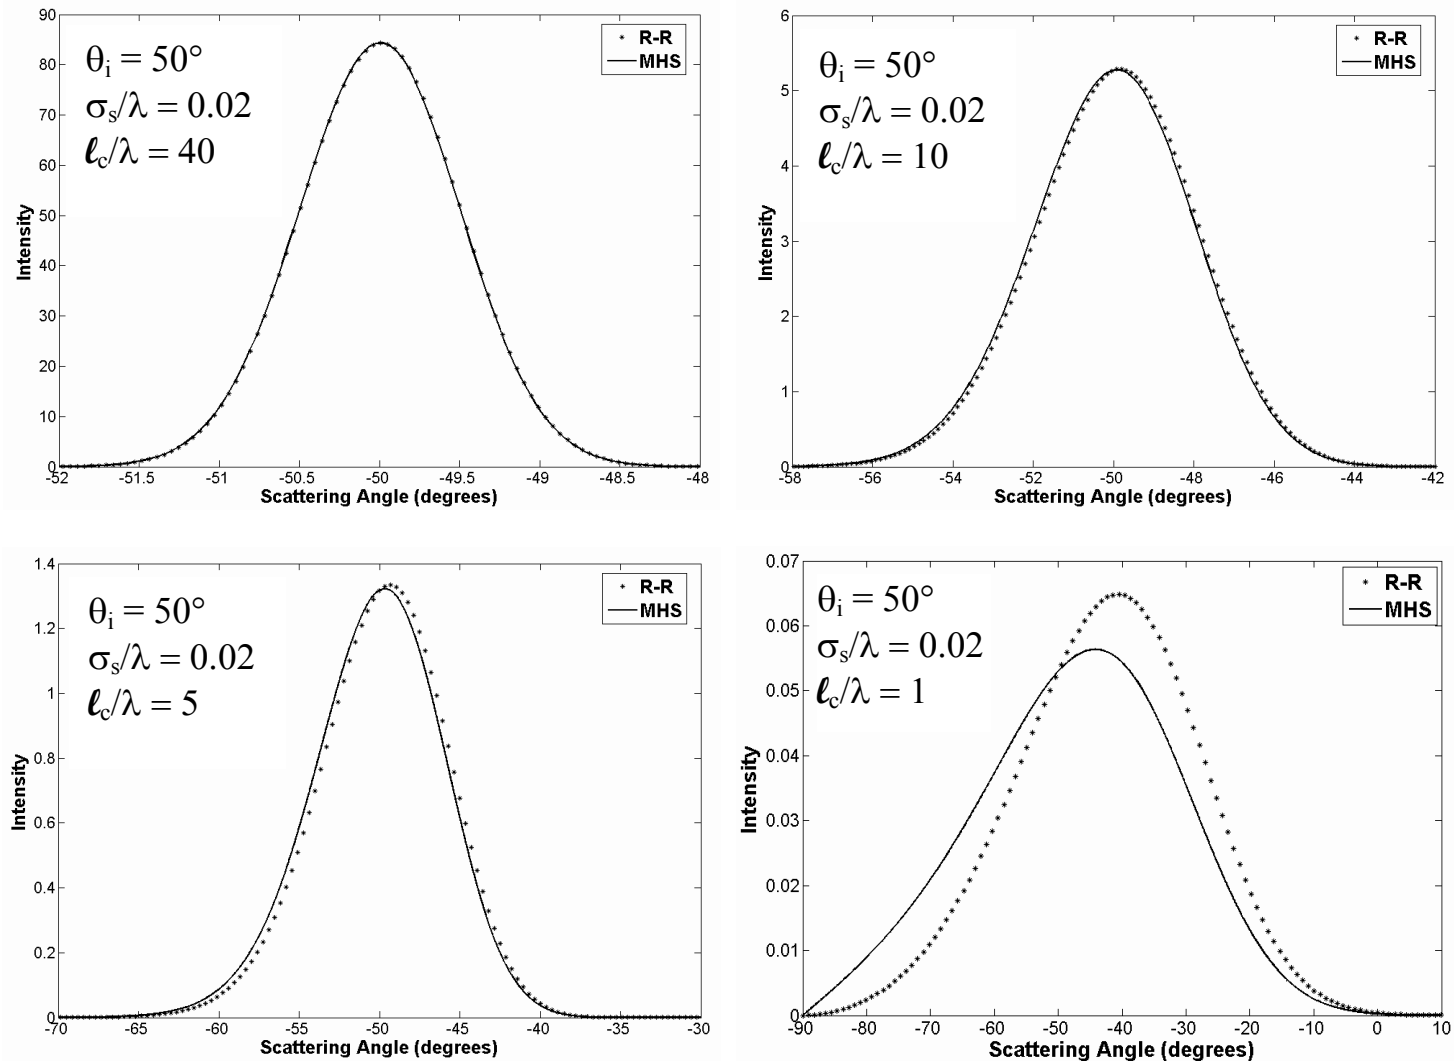 90
80
70
60
50
40
30
20
10
0
Intensity
θi = 50°
σs/λ = 0.02
ℓc/λ = 40
R-R
MHS
-52 -51.5 -51 -50.5 -50 -49.5 -49 -48.5 -48
Scattering Angle (degrees)
6
5
4
3
2
1
0
Intensity
θi = 50°
σs/λ = 0.02
ℓc/λ = 10
R-R
MHS
-58 -56 -54 -52 -50 -48 -46 -44 -42
Scattering Angle (degrees)
1.4
1.2
1
0.8
0.6
0.4
0.2
0
Intensity
θi = 50°
σs/λ = 0.02
ℓc/λ = 5
R-R
MHS
-70 -65 -60 -55 -50 -45 -40 -35 -30
Scattering Angle (degrees)
0.07
0.06
0.05
0.04
0.03
0.02
0.01
0
Intensity
θi = 50°
σs/λ = 0.02
ℓc/λ = 1
R-R
MHS
-90 -80 -70 -60 -50 -40 -30 -20 -10 0 10
Scattering Angle (degrees)